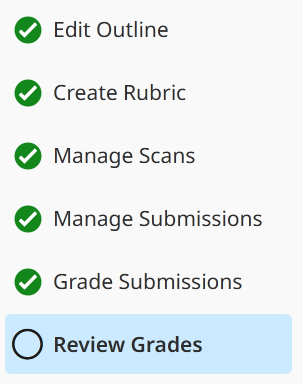 Edit Outline
Create Rubric
Manage Scans
Manage Submissions
Grade Submissions
Review Grades